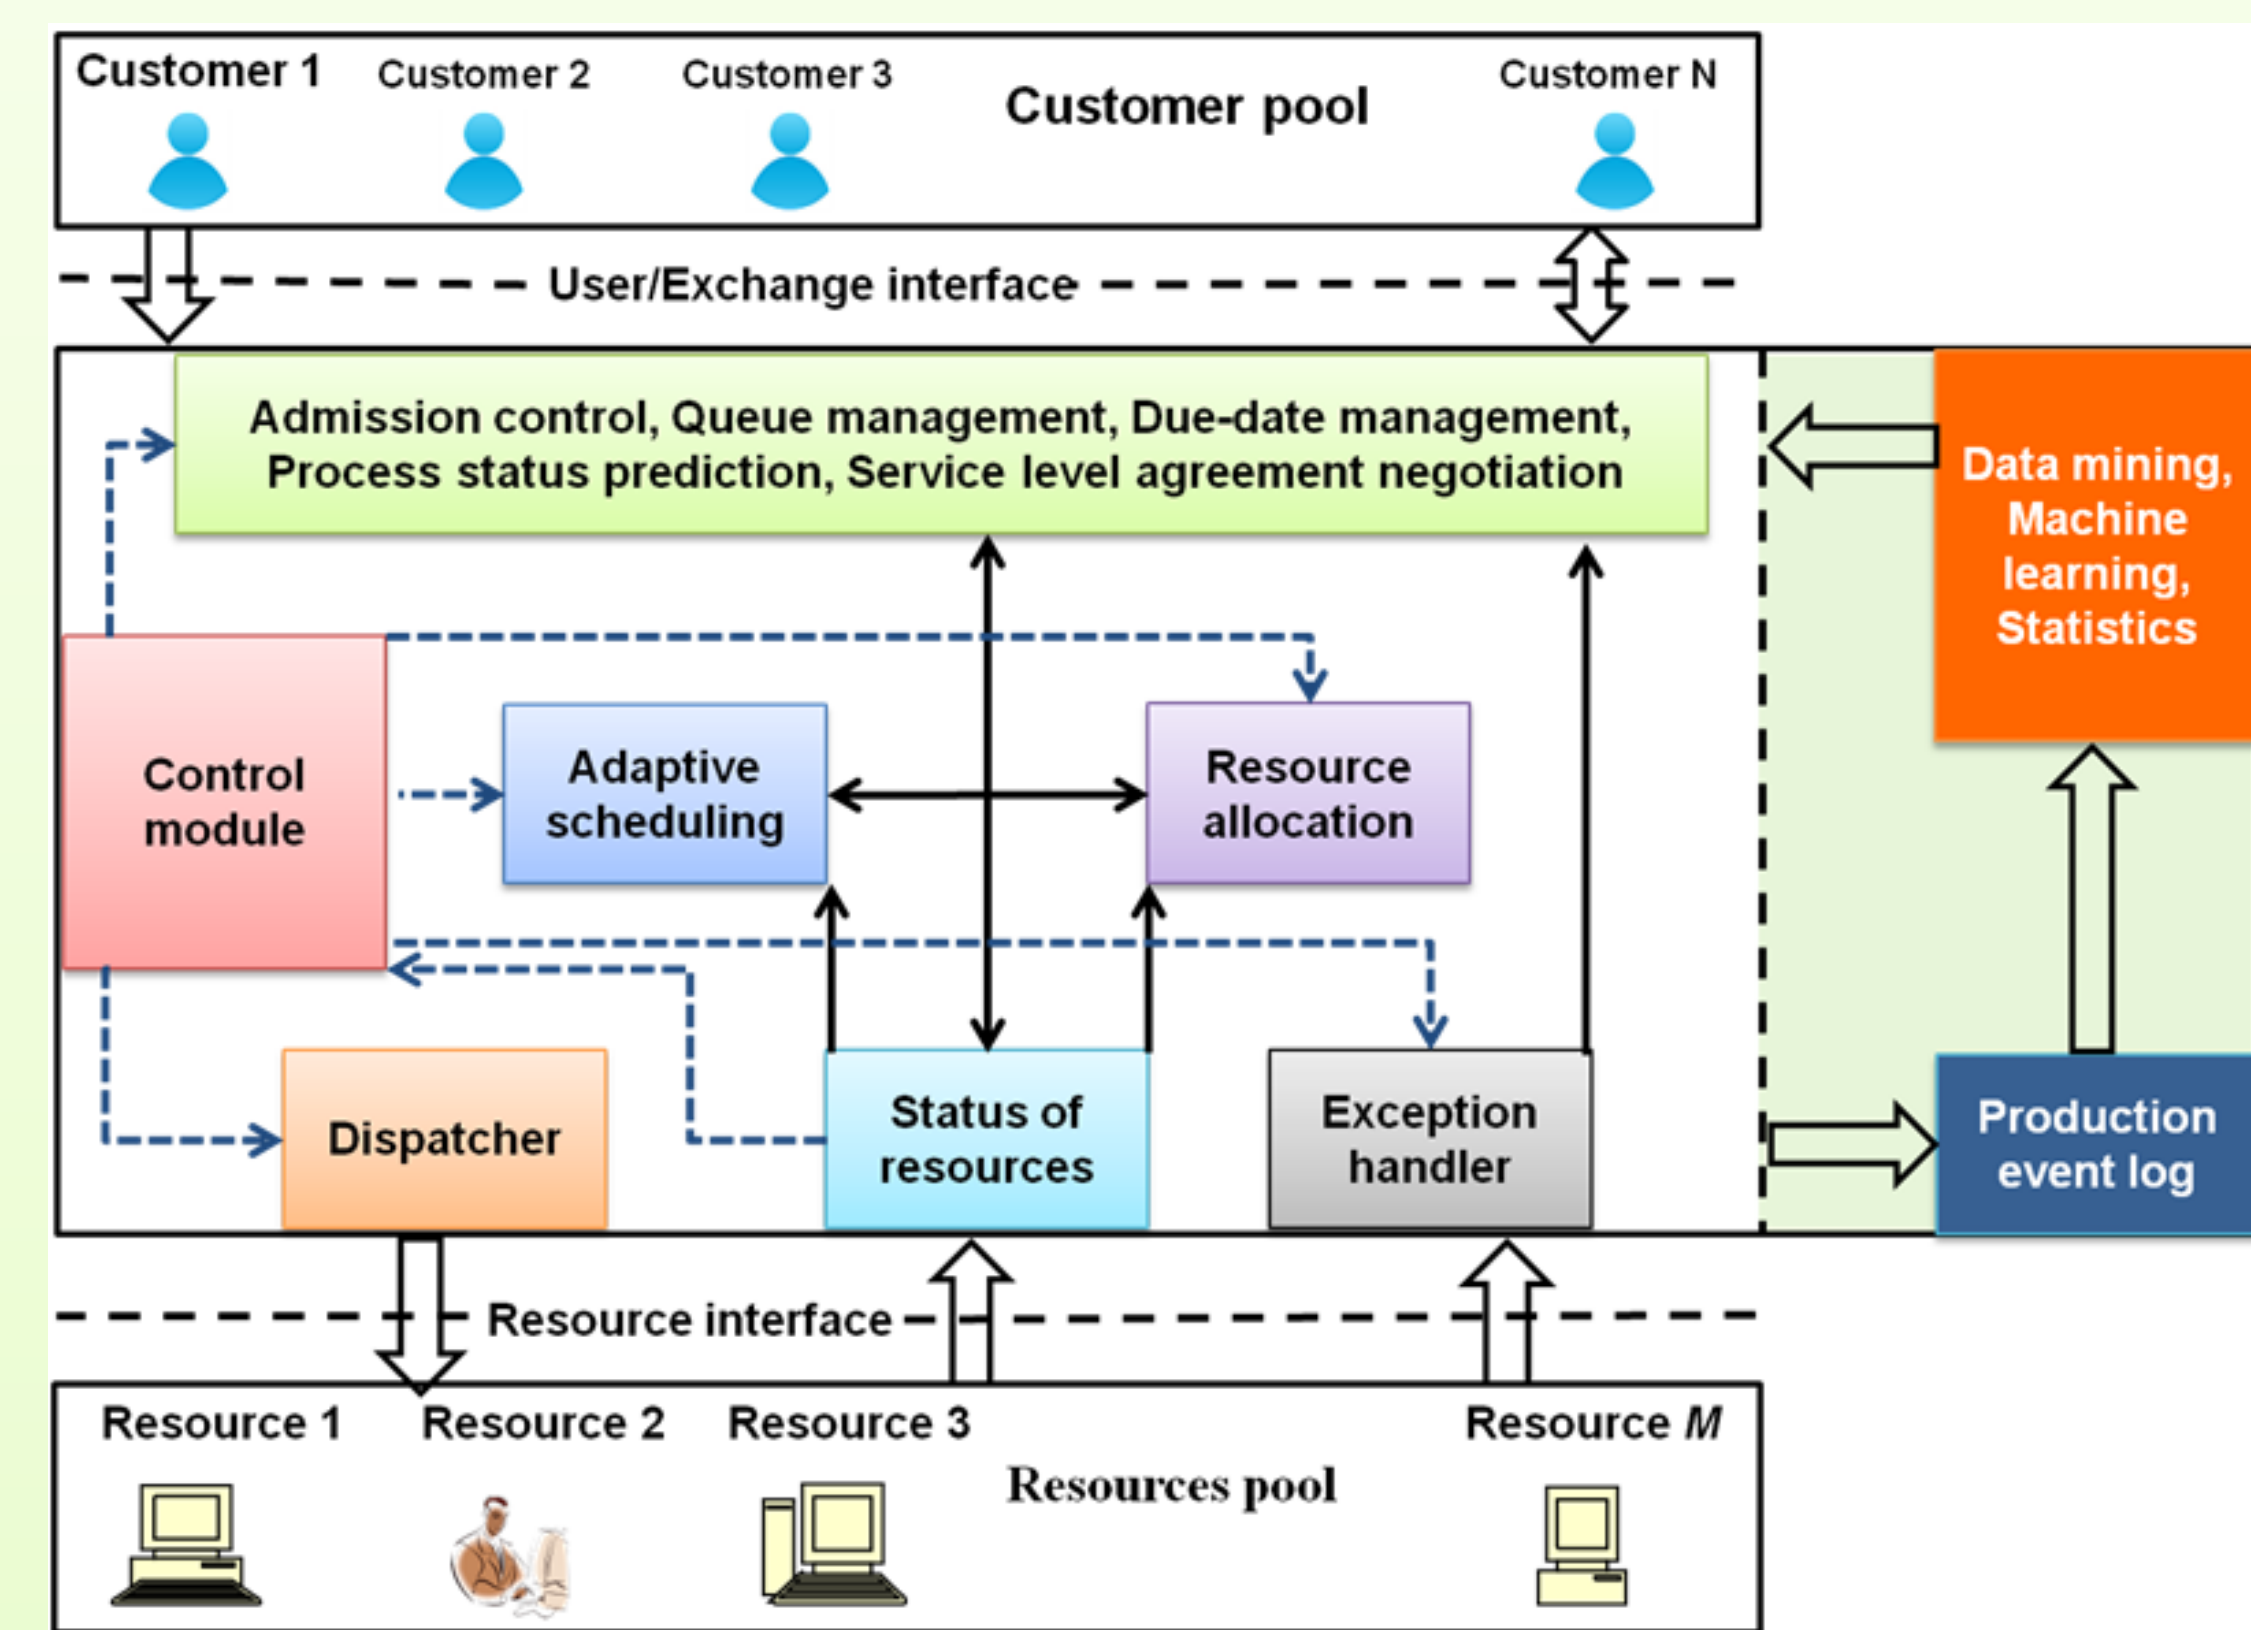 Customer 1
Customer 2
Customer 3
Customer pool
Customer N
User/Exchange interface
Admission control, Queue management, Due-date management,
Process status prediction, Service level agreement negotiation
Data mining,
Machine
learning,
Statistics
Control
module
Adaptive
scheduling
Resource
allocation
Dispatcher
Status of
resources
Exception
handler
Production
event log
Resource interface
Resource 1
Resource 2
Resource 3
Resource M
Resources pool